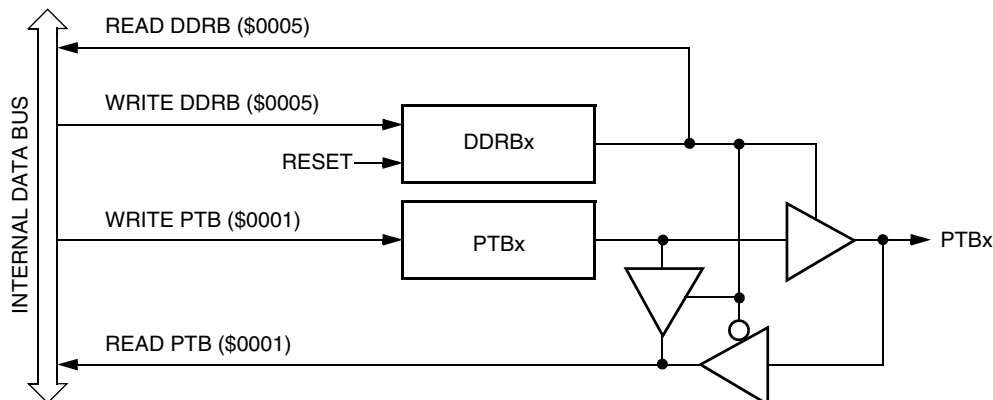 READ DDRB ($0005)
WRITE DDRB ($0005)
DDRBx
RESET
INTERNAL DATA BUS
WRITE PTB ($0001)
PTBx
PTBx
READ PTB ($0001)